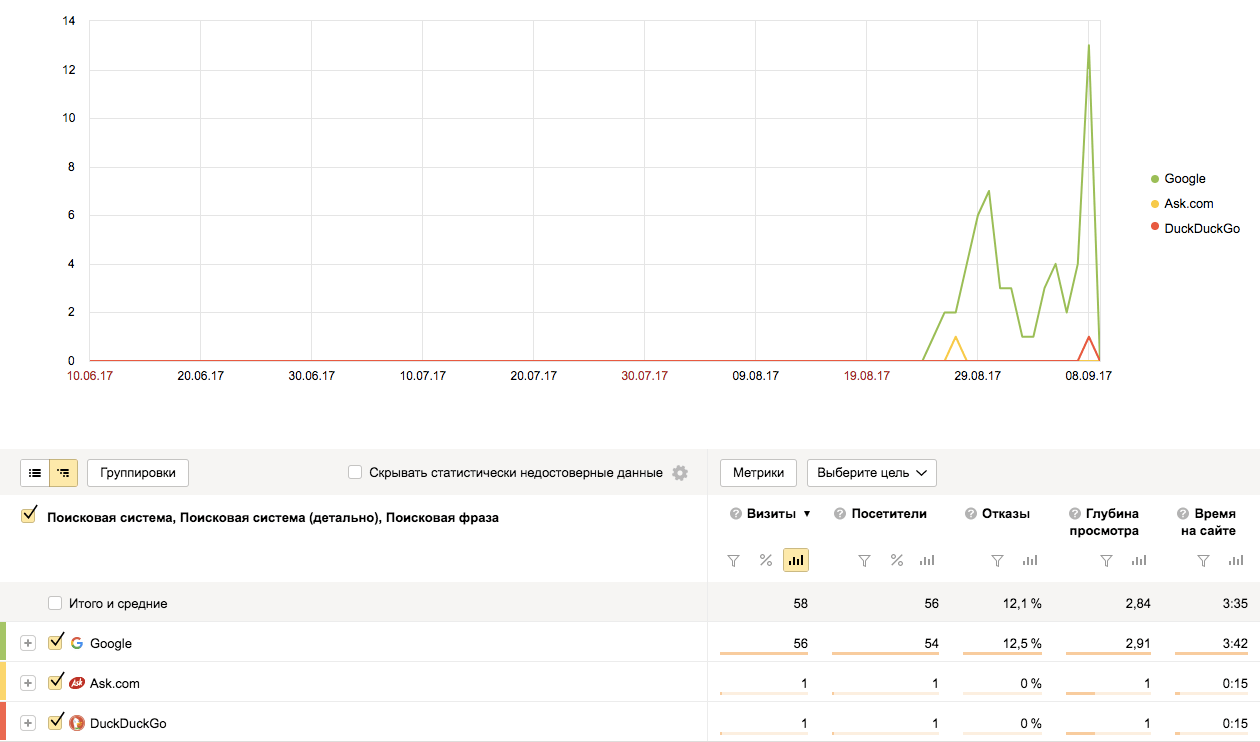 14
12
10
8
6
4
2
0
10.06.17 20.06.17 30.06.17 10.07.17 20.07.17 30.07.17 09.08.17 19.08.17 29.08.17 08.09.17
Google
Ask.com
DuckDuckGo
Группировки Скрывать статистически недостоверные данные Метрики Выберите цель
Поисковая система, Поисковая система (детально), Поисковая фраза
? Визиты ▼ ? Посетители ? Отказы ? Глубина просмотра ? Время на сайте
% %
Итого и средние 58 56 12,1 % 2,84 3:35
+ G Google 56 54 12,5 % 2,91 3:42
+ Ask Ask.com 1 1 0 % 1 0:15
+ DuckDuckGo 1 1 0 % 1 0:15